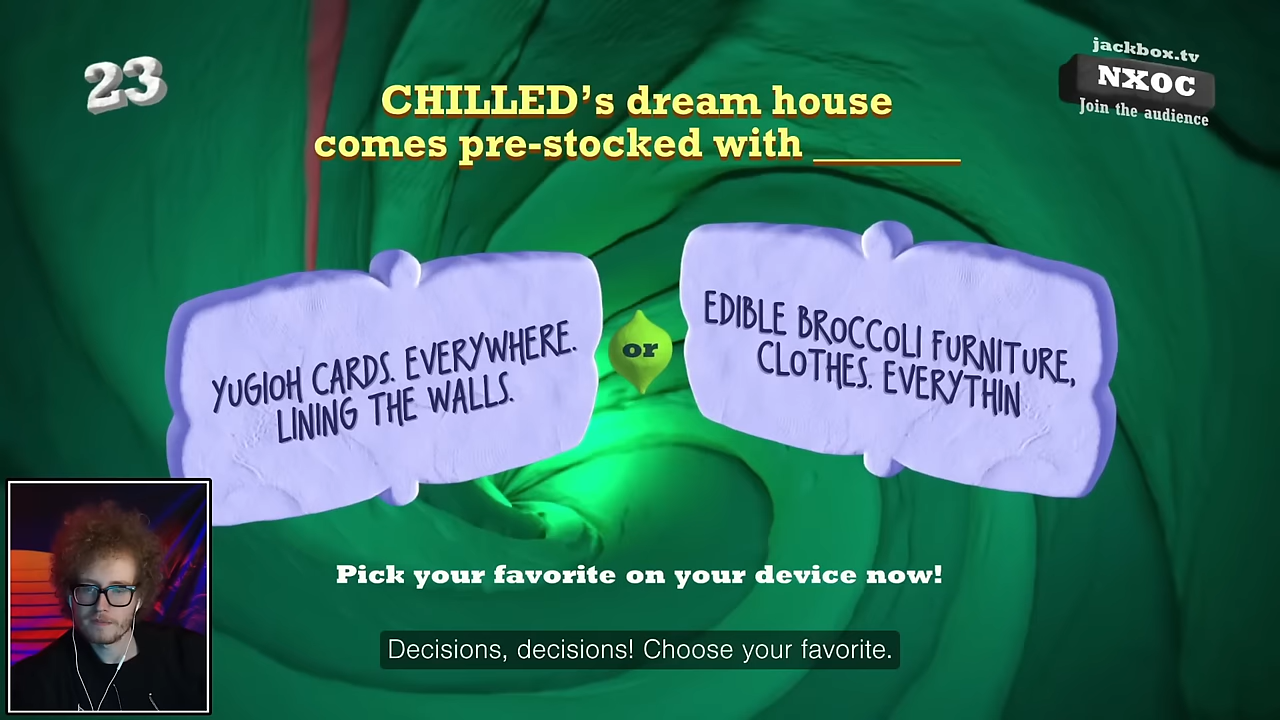 23
jackbox.tv
NXOC
Join the audience
CHILLED's dream house
comes pre-stocked with ________
YUGIOH CARDS. EVERYWHERE.
LINING THE WALLS.
or
EDIBLE BROCCOLI FURNITURE,
CLOTHES. EVERYTHIN
Pick your favorite on your device now!
Decisions, decisions! Choose your favorite.